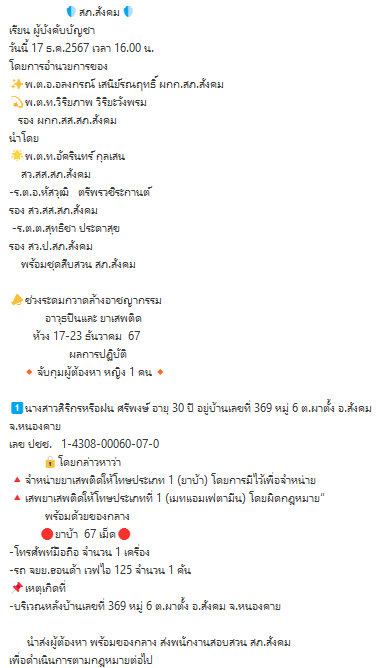 🛡️ สภ.สังคม 🛡️
เรียน ผู้บังคับบัญชา
วันนี้ 17 ธ.ค.2567 เวลา 16.00 น.
โดยการอำนวยการของ
✨พ.ต.อ.อลงกรณ์ เสนีย์รณฤทธิ์ ผกก.สภ.สังคม
💫พ.ต.ท.วิริยภาพ วิริยะวังพรม
รอง ผกก.สส.สภ.สังคม
นำโดย
🌟พ.ต.ท.อัครินทร์ กุลเสน
สว.สส.สภ.สังคม
-ร.ต.อ.หัสวุฒิ ตรีพรวชิระกานต์
รอง สว.สส.สภ.สังคม
-ร.ต.ต.สุทธิชา ประดาสุข
รอง สว.ป.สภ.สังคม
พร้อมชุดสืบสวน สภ.สังคม
📣ช่วงระดมกวาดล้างอาชญากรรม
อาวุธปืนและ ยาเสพติด
ห้วง 17-23 ธันวาคม 67
ผลการปฏิบัติ
🔸จับกุมผู้ต้องหา หญิง 1 คน🔸
1️⃣นางสาวสิริกรหรือฝน ศรีพงษ์ อายุ 30 ปี อยู่บ้านเลขที่ 369 หมู่ 6 ต.ผาตั้ง อ.สังคม
จ.หนองคาย
เลข ปชช. 1-4308-00060-07-0
🔒โดยกล่าวหาว่า
🔺จำหน่ายยาเสพติดให้โทษประเภท 1 (ยาบ้า) โดยการมีไว้เพื่อจำหน่าย
🔺เสพยาเสพติดให้โทษประเภทที่ 1 (เมทแอมเฟตามีน) โดยผิดกฎหมาย"
พร้อมด้วยของกลาง
🔴ยาบ้า 67 เม็ด🔴
-โทรศัพท์มือถือ จำนวน 1 เครื่อง
-รถ จยย.ฮอนด้า เวฟไอ 125 จำนวน 1 คัน
📌เหตุเกิดที่
-บริเวณหลังบ้านเลขที่ 369 หมู่ 6 ต.ผาตั้ง อ.สังคม จ.หนองคาย
นำส่งผู้ต้องหา พร้อมของกลาง ส่งพนักงานสอบสวน สภ.สังคม
เพื่อดำเนินการตามกฎหมายต่อไป